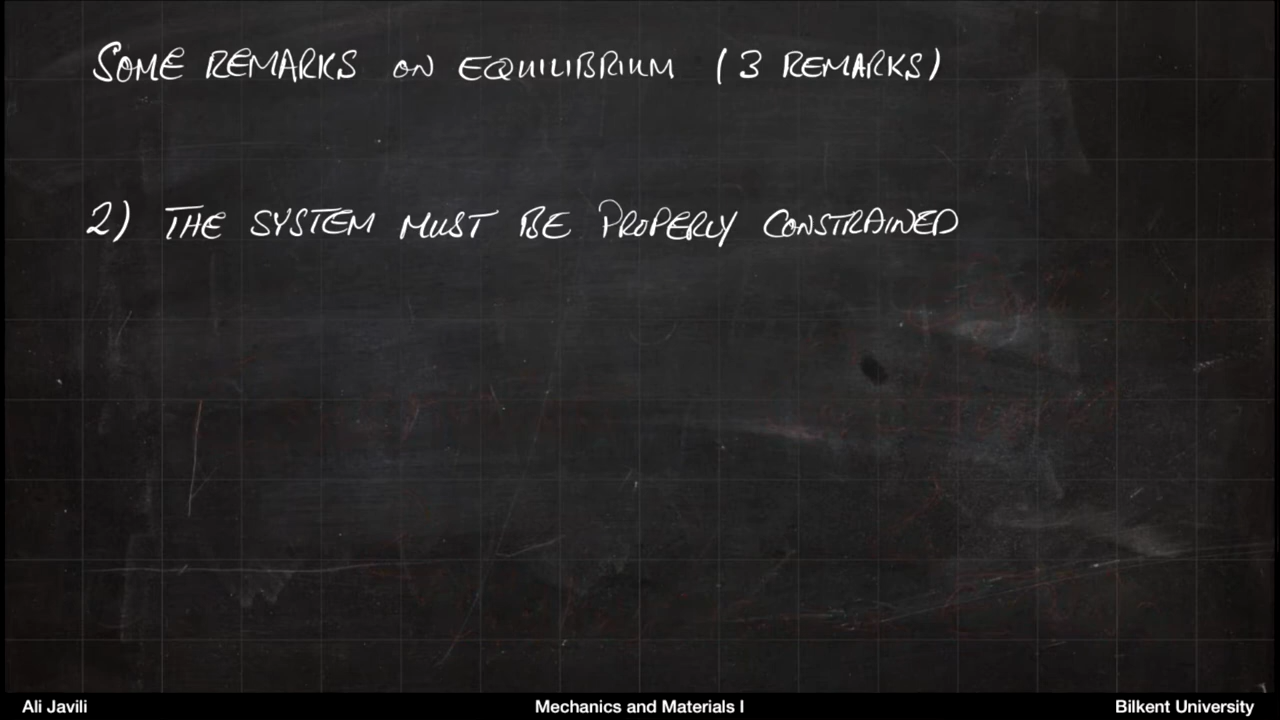 SOME REMARKS ON EQUILIBRIUM (3 REMARKS)
2) THE SYSTEM MUST BE PROPERLY CONSTRAINED
Ali Javili
Mechanics and Materials I
Bilkent University